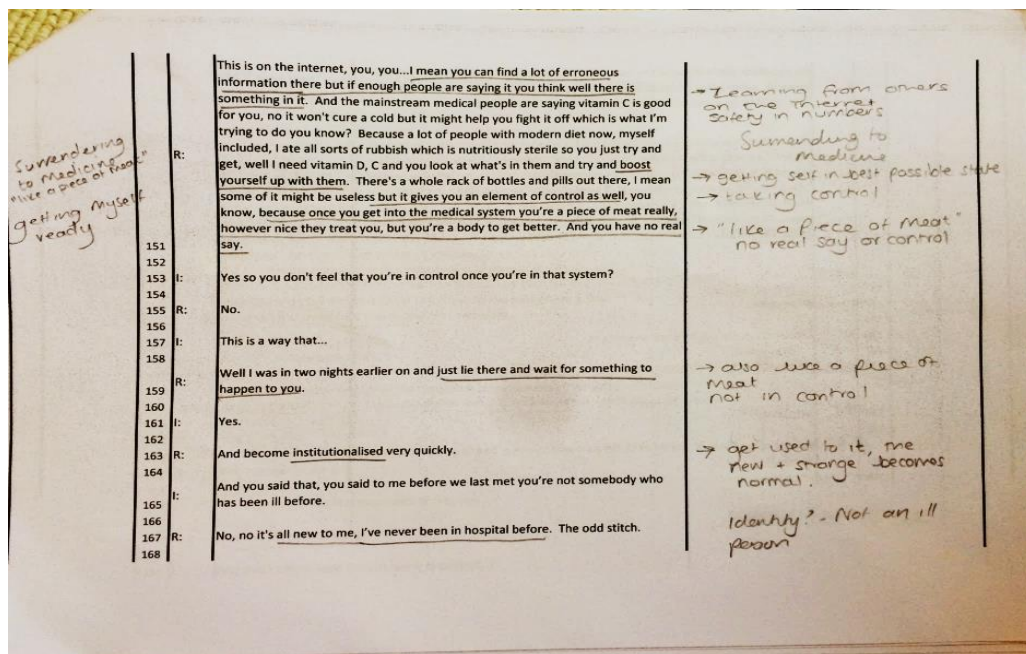 This is on the internet, you, you...I mean you can find a lot of erroneous
information there but if enough people are saying it you think well there is
something in it. And the mainstream medical people are saying vitamin C is good
for you, no it won't cure a cold but it might help you fight it off which is what I'm
trying to do you know? Because a lot of people with modern diet now, myself
included, I ate all sorts of rubbish which is nutritiously sterile so you just try and
R: get, well I need vitamin D, C and you look at what's in them and try and boost
yourself up with them. There's a whole rack of bottles and pills out there, I mean
some of it might be useless but it gives you an element of control as well, you
know, because once you get into the medical system you're a piece of meat really,
however nice they treat you, but you're a body to get better. And you have no real
151 say.
152
153 I: Yes so you don't feel that you're in control once you're in that system?
154
155 R: No.
156
157 I: This is a way that...
158
Well I was in two nights earlier on and just lie there and wait for something to
159 R: happen to you.
160
161 I: Yes.
162
163 R: And become institutionalised very quickly.
164
And you said that, you said to me before we last met you're not somebody who
165 I: has been ill before.
166
167 R: No, no it's all new to me, I've never been in hospital before. The odd stitch.
168
Surrendering
to medicine
"like a piece of meat"
getting myself
ready
→ Learning from others
on the Internet
safety in numbers
Surrending to
medicine
→ getting self in best possible state
→ taking control
→ "like a piece of meat"
no real say or control
→ also like a piece of
meat
not in control
→ get used to it, the
new + strange becomes
normal.
Identity? - Not an ill
person